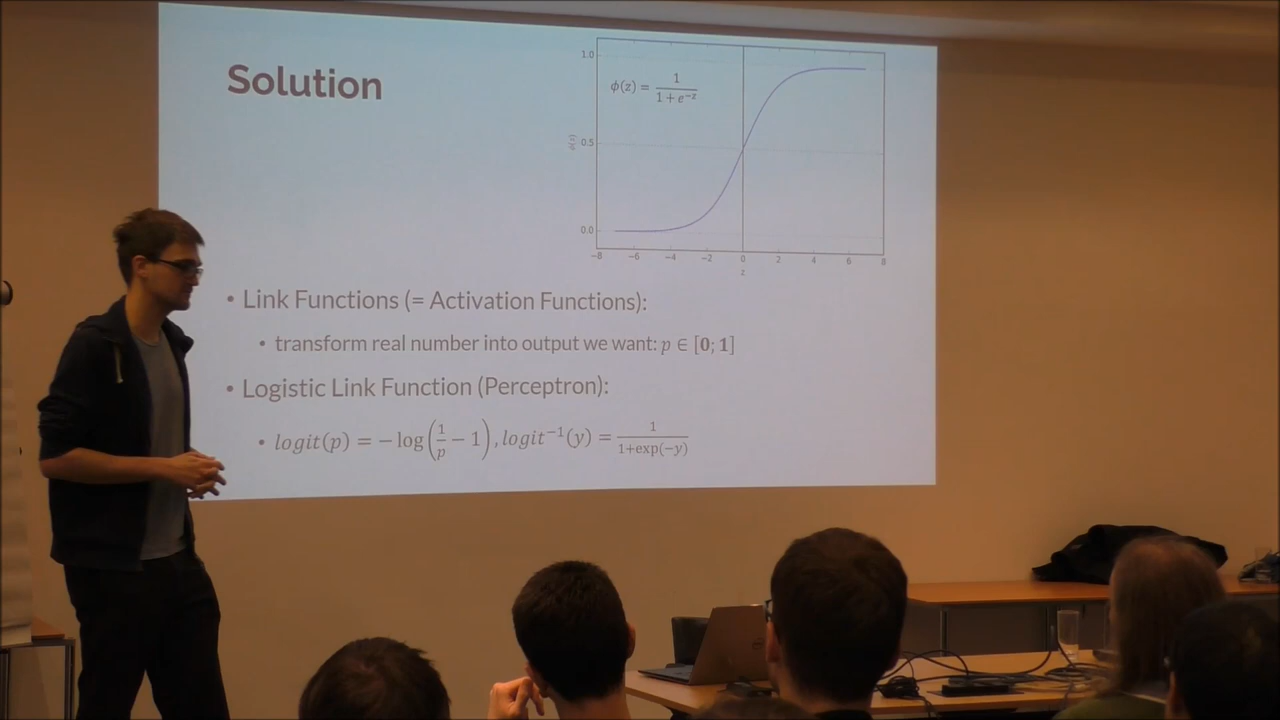 Solution
1.0
ϕ(z) = 1 / (1 + e^{-z})
0.5
0.0
−8 −6 −4 −2 0 2 4 6 8
z
• Link Functions (= Activation Functions):
• transform real number into output we want: p ∈ [0; 1]
• Logistic Link Function (Perceptron):
• logit(p) = −log(1/p − 1), logit⁻¹(y) = 1/(1+exp(−y))